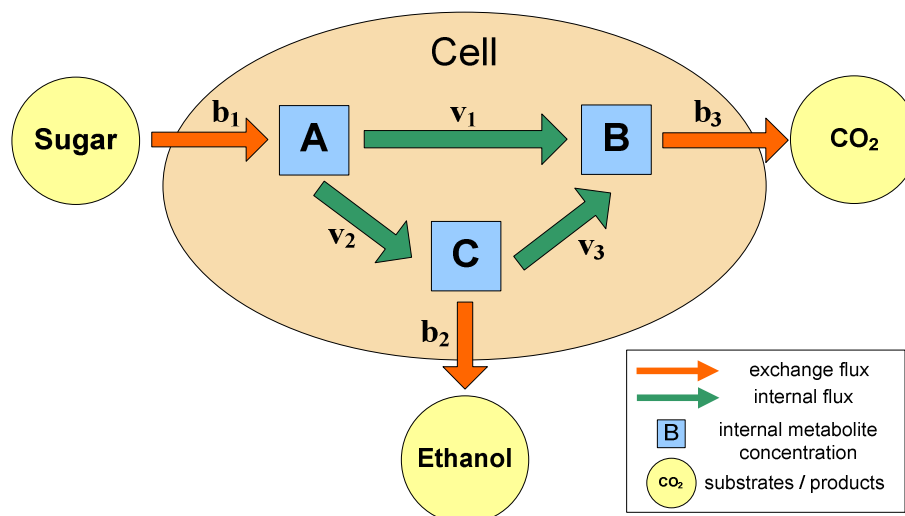 Cell
Sugar
b₁
A
v₁
B
b₃
CO₂
v₂
C
v₃
b₂
Ethanol
exchange flux
internal flux
B
internal metabolite
concentration
CO₂
substrates / products